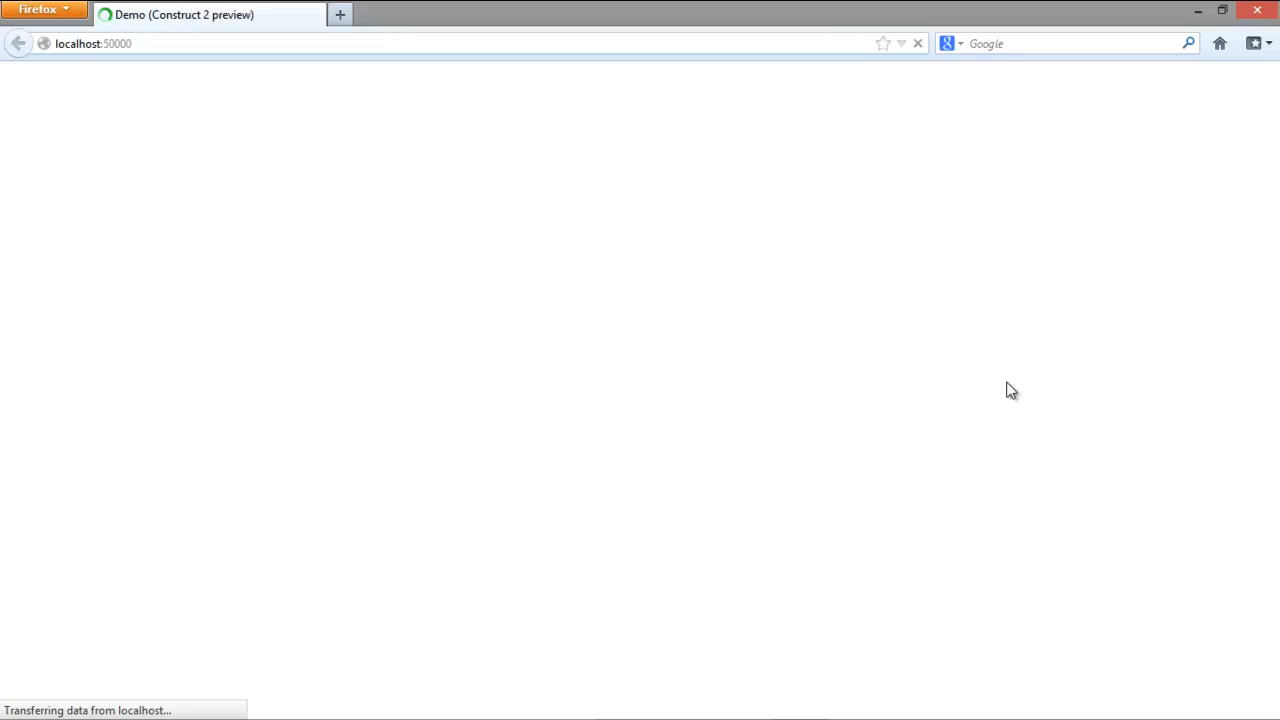 Firefox
Demo (Construct 2 preview)
localhost:50000
Google
Transferring data from localhost...